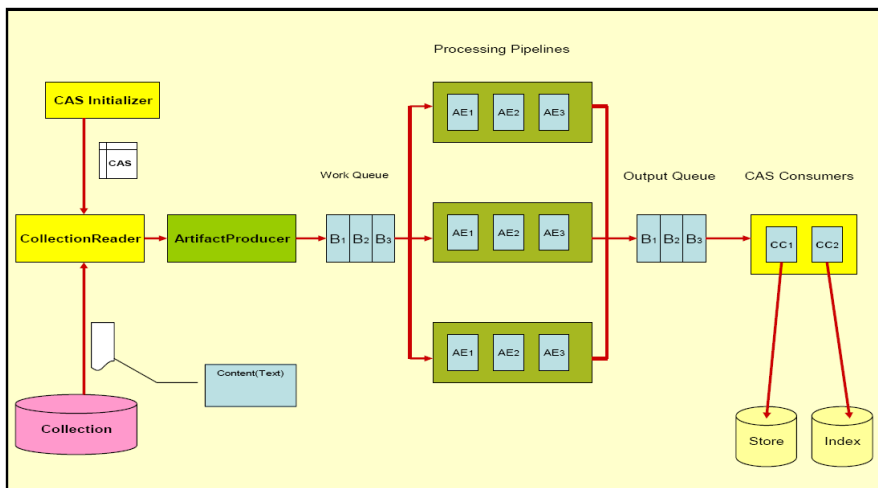 Processing Pipelines
CAS Initializer
AE1 AE2 AE3
CAS
Work Queue
Output Queue
CAS Consumers
CollectionReader
ArtifactProducer
B1 B2 B3
AE1 AE2 AE3
B1 B2 B3
CC1 CC2
AE1 AE2 AE3
Content(Text)
Collection
Store
Index